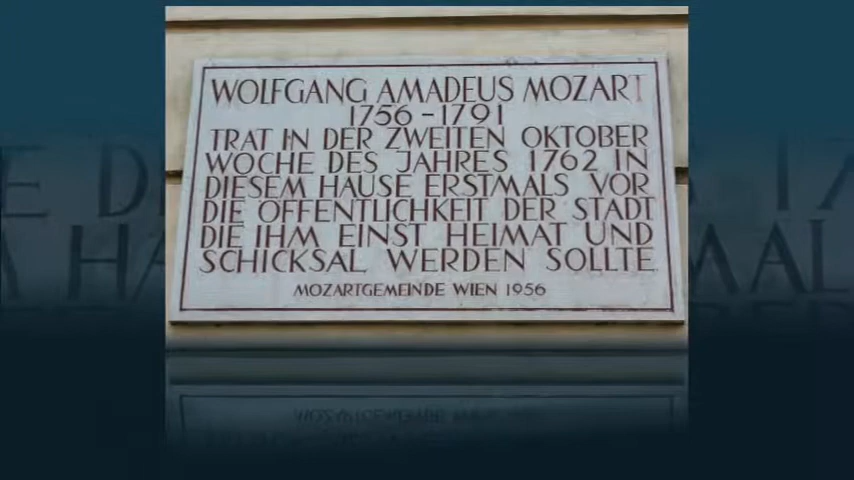 WOLFGANG AMADEUS MOZART
1756-1791
TRAT IN DER ZWEITEN OKTOBER
WOCHE DES JAHRES 1762 IN
DIESEM HAUSE ERSTMALS VOR
DIE ÖFFENTLICHKEIT DER STADT
DIE IHM EINST HEIMAT UND
SCHICKSAL WERDEN SOLLTE
MOZARTGEMEINDE WIEN 1956